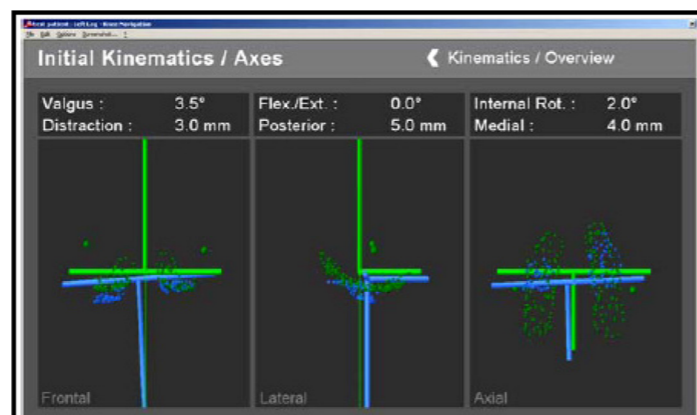 Initial Kinematics / Axes
❮ Kinematics / Overview
Valgus : 3.5°
Distraction : 3.0 mm
Flex./Ext. : 0.0°
Posterior : 5.0 mm
Internal Rot. : 2.0°
Medial : 4.0 mm
Frontal
Lateral
Axial